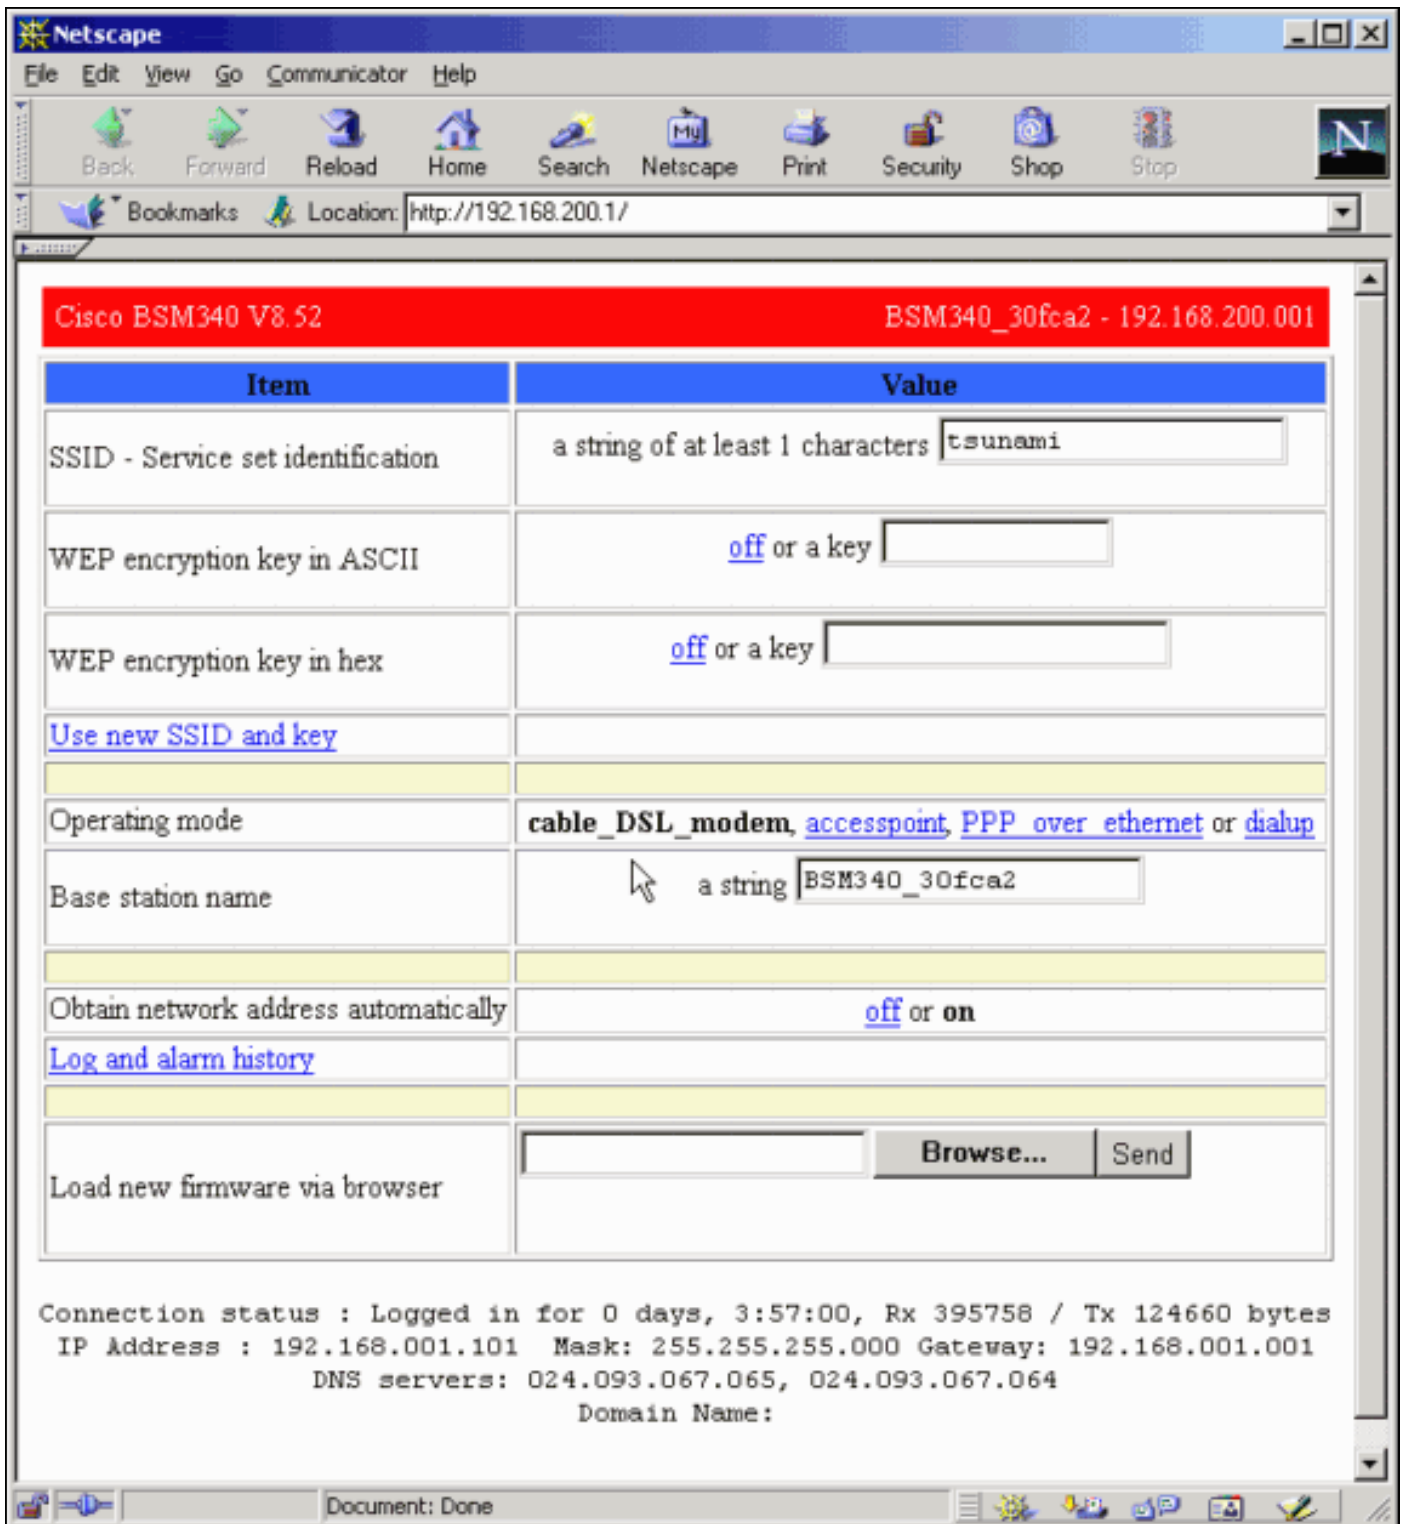 Netscape
File Edit View Go Communicator Help
My N
Back Forward Reload Home Search Netscape Print Security Shop Stop
Bookmarks Location: http://192.168.200.1/
Cisco BSM340 V8.52 BSM340_30fca2 - 192.168.200.001
Item Value
SSID - Service set identification a string of at least 1 characters tsunami
WEP encryption key in ASCII off or a key
WEP encryption key in hex off or a key
Use new SSID and key
Operating mode cable_DSL_modem, accesspoint, PPP_over_ethernet or dialup
Base station name a string BSM340_30fca2
Obtain network address automatically off or on
Log and alarm history
Load new firmware via browser Browse... Send
Connection status : Logged in for 0 days, 3:57:00, Rx 395758 / Tx 124660 bytes
IP Address : 192.168.001.101 Mask: 255.255.255.000 Gateway: 192.168.001.001
DNS servers: 024.093.067.065, 024.093.067.064
Domain Name:
Document: Done